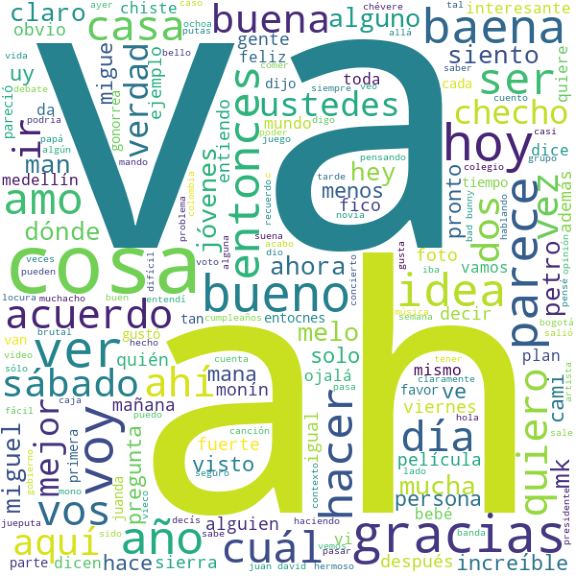 va
ah
cosa
bueno
entonces
hoy
parece
gracias
hacer
voy
baena
buena
casa
ser
ustedes
acuerdo
ver
sábado
ahí
aquí
año
cuál
día
quiero
idea
dos
vez
vos
mejor
amo
ir
verdad
jóvenes
checho
siento
claro
chiste
obvio
alguno
interesante
uy
migue
gente
feliz
dijo
toda
mundo
hey
menos
fico
pronto
dice
tiempo
además
petro
cami
plan
foto
vamos
decir
ahora
melo
solo
mana
monín
ojalá
mismo
favor
ve
viernes
mucha
película
persona
bebé
después
increíble
mk
man
medellín
dónde
ejemplo
gonorrea
entiendo
da
miguel
pregunta
quién
mañana
fuerte
visto
igual
alguien
hace
sierra
parte
dicen
juanda
primera
gusto
tan
entocnes
van
brutal
locura
muchacho
veces
pueden
vida
debate
pareció
podría
papá
algún
mando
ayer
caso
ochoa
putas
bello
chévere
allá
tal
saber
cada
quiere
cuento
casi
colegio
grupo
comer
siempre
veo
poder
digo
juego
pensando
tarde
recuerdo
novia
acabo
dio
suena
alguna
voto
colombia
problema
difícil
concierto
gusta
iba
bad bunny
hablando
opinión
pensé
bogotá
salió
música
semana
claramente
tener
hola
artista
sale
presidente
lado
contexto
pasa
canción
cumpleaños
cuenta
hecho
buen
entendí
video
sólo
fácil
caja
gobierno
mono
puedo
seguro
vieco
decís
sabe
sido
jueputa
haciendo
juan david
hermoso
vemos
pasar
vi
banda